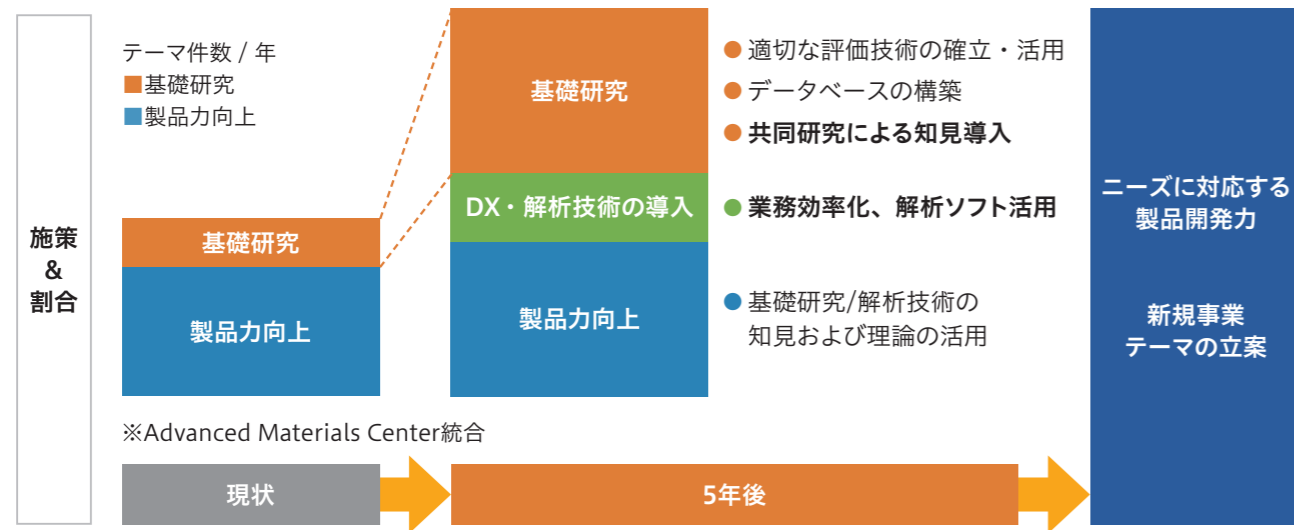 施策
&
割合
テーマ件数 / 年
■基礎研究
■製品力向上
基礎研究
製品力向上
基礎研究
DX・解析技術の導入
製品力向上
●適切な評価技術の確立・活用
●データベースの構築
●共同研究による知見導入
●業務効率化、解析ソフト活用
●基礎研究/解析技術の
知見および理論の活用
ニーズに対応する
製品開発力
新規事業
テーマの立案
※Advanced Materials Center統合
現状
5年後